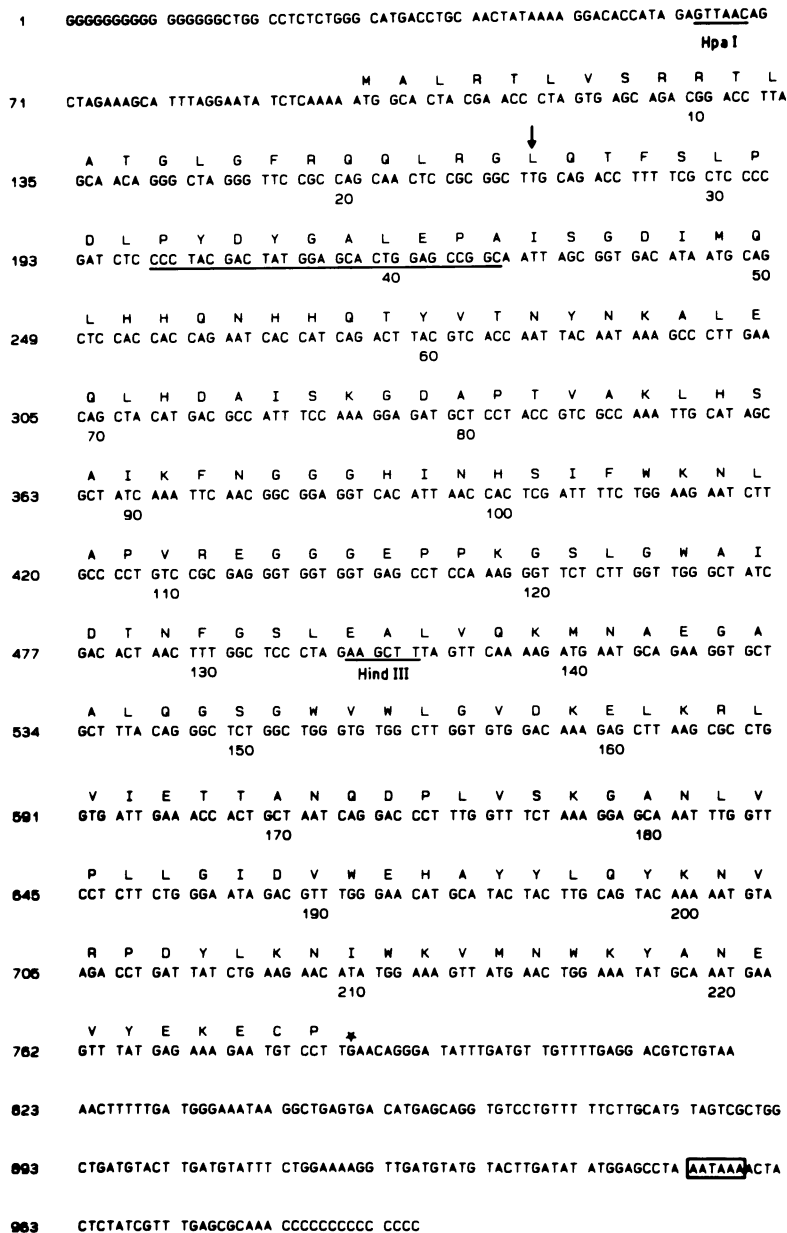 1 GGGGGGGGGG GGGGGGCTGG CCTCTCTGGG CATGACCTGC AACTATAAAA GGACACCATA GAGTTAACAG
Hpa I
M A L R T L V S R R T L
71 CTAGAAAGCA TTTAGGAATA TCTCAAAA ATG GCA CTA CGA ACC CTA GTG AGC AGA CGG ACC TTA
10
A T G L G F R Q Q L R G L Q T F S L P
135 GCA ACA GGG CTA GGG TTC CGC CAG CAA CTC CGC GGC TTG CAG ACC TTT TCG CTC CCC
20 30
D L P Y D Y G A L E P A I S G D I M Q
193 GAT CTC CCC TAC GAC TAT GGA GCA CTG GAG CCG GCA ATT AGC GGT GAC ATA ATG CAG
40 50
L H H Q N H H Q T Y V T N Y N K A L E
249 CTC CAC CAC CAG AAT CAC CAT CAG ACT TAC GTC ACC AAT TAC AAT AAA GCC CTT GAA
60
Q L H D A I S K G D A P T V A K L H S
305 CAG CTA CAT GAC GCC ATT TCC AAA GGA GAT GCT CCT ACC GTC GCC AAA TTG CAT AGC
70 80
A I K F N G G G H I N H S I F W K N L
363 GCT ATC AAA TTC AAC GGC GGA GGT CAC ATT AAC CAC TCG ATT TTC TGG AAG AAT CTT
90 100
A P V R E G G G E P P K G S L G W A I
420 GCC CCT GTC CGC GAG GGT GGT GGT GAG CCT CCA AAG GGT TCT CTT GGT TGG GCT ATC
110 120
D T N F G S L E A L V Q K M N A E G A
477 GAC ACT AAC TTT GGC TCC CTA GAA GCT TTA GTT CAA AAG ATG AAT GCA GAA GGT GCT
130 Hind III 140
A L Q G S G W V W L G V D K E L K R L
534 GCT TTA CAG GGC TCT GGC TGG GTG TGG CTT GGT GTG GAC AAA GAG CTT AAG CGC CTG
150 160
V I E T T A N Q D P L V S K G A N L V
591 GTG ATT GAA ACC ACT GCT AAT CAG GAC CCT TTG GTT TCT AAA GGA GCA AAT TTG GTT
170 180
P L L G I D V W E H A Y Y L Q Y K N V
645 CCT CTT CTG GGA ATA GAC GTT TGG GAA CAT GCA TAC TAC TTG CAG TAC AAA AAT GTA
190 200
R P D Y L K N I W K V M N W K Y A N E
705 AGA CCT GAT TAT CTG AAG AAC ATA TGG AAA GTT ATG AAC TGG AAA TAT GCA AAT GAA
210 220
V Y E K E C P *
762 GTT TAT GAG AAA GAA TGT CCT TGAACAGGGA TATTTGATGT TGTTTTGAGG ACGTCTGTAA
823 AACTTTTTGA TGGGAAATAA GGCTGAGTGA CATGAGCAGG TGTCCTGTTT TTCTTGCATG TAGTCGCTGG
893 CTGATGTACT TGATGTATTT CTGGAAAAGG TTGATGTATG TACTTGATAT ATGGAGCCTA AATAAAACTA
963 CTCTATCGTT TGAGCGCAAA CCCCCCCCCC CCCC